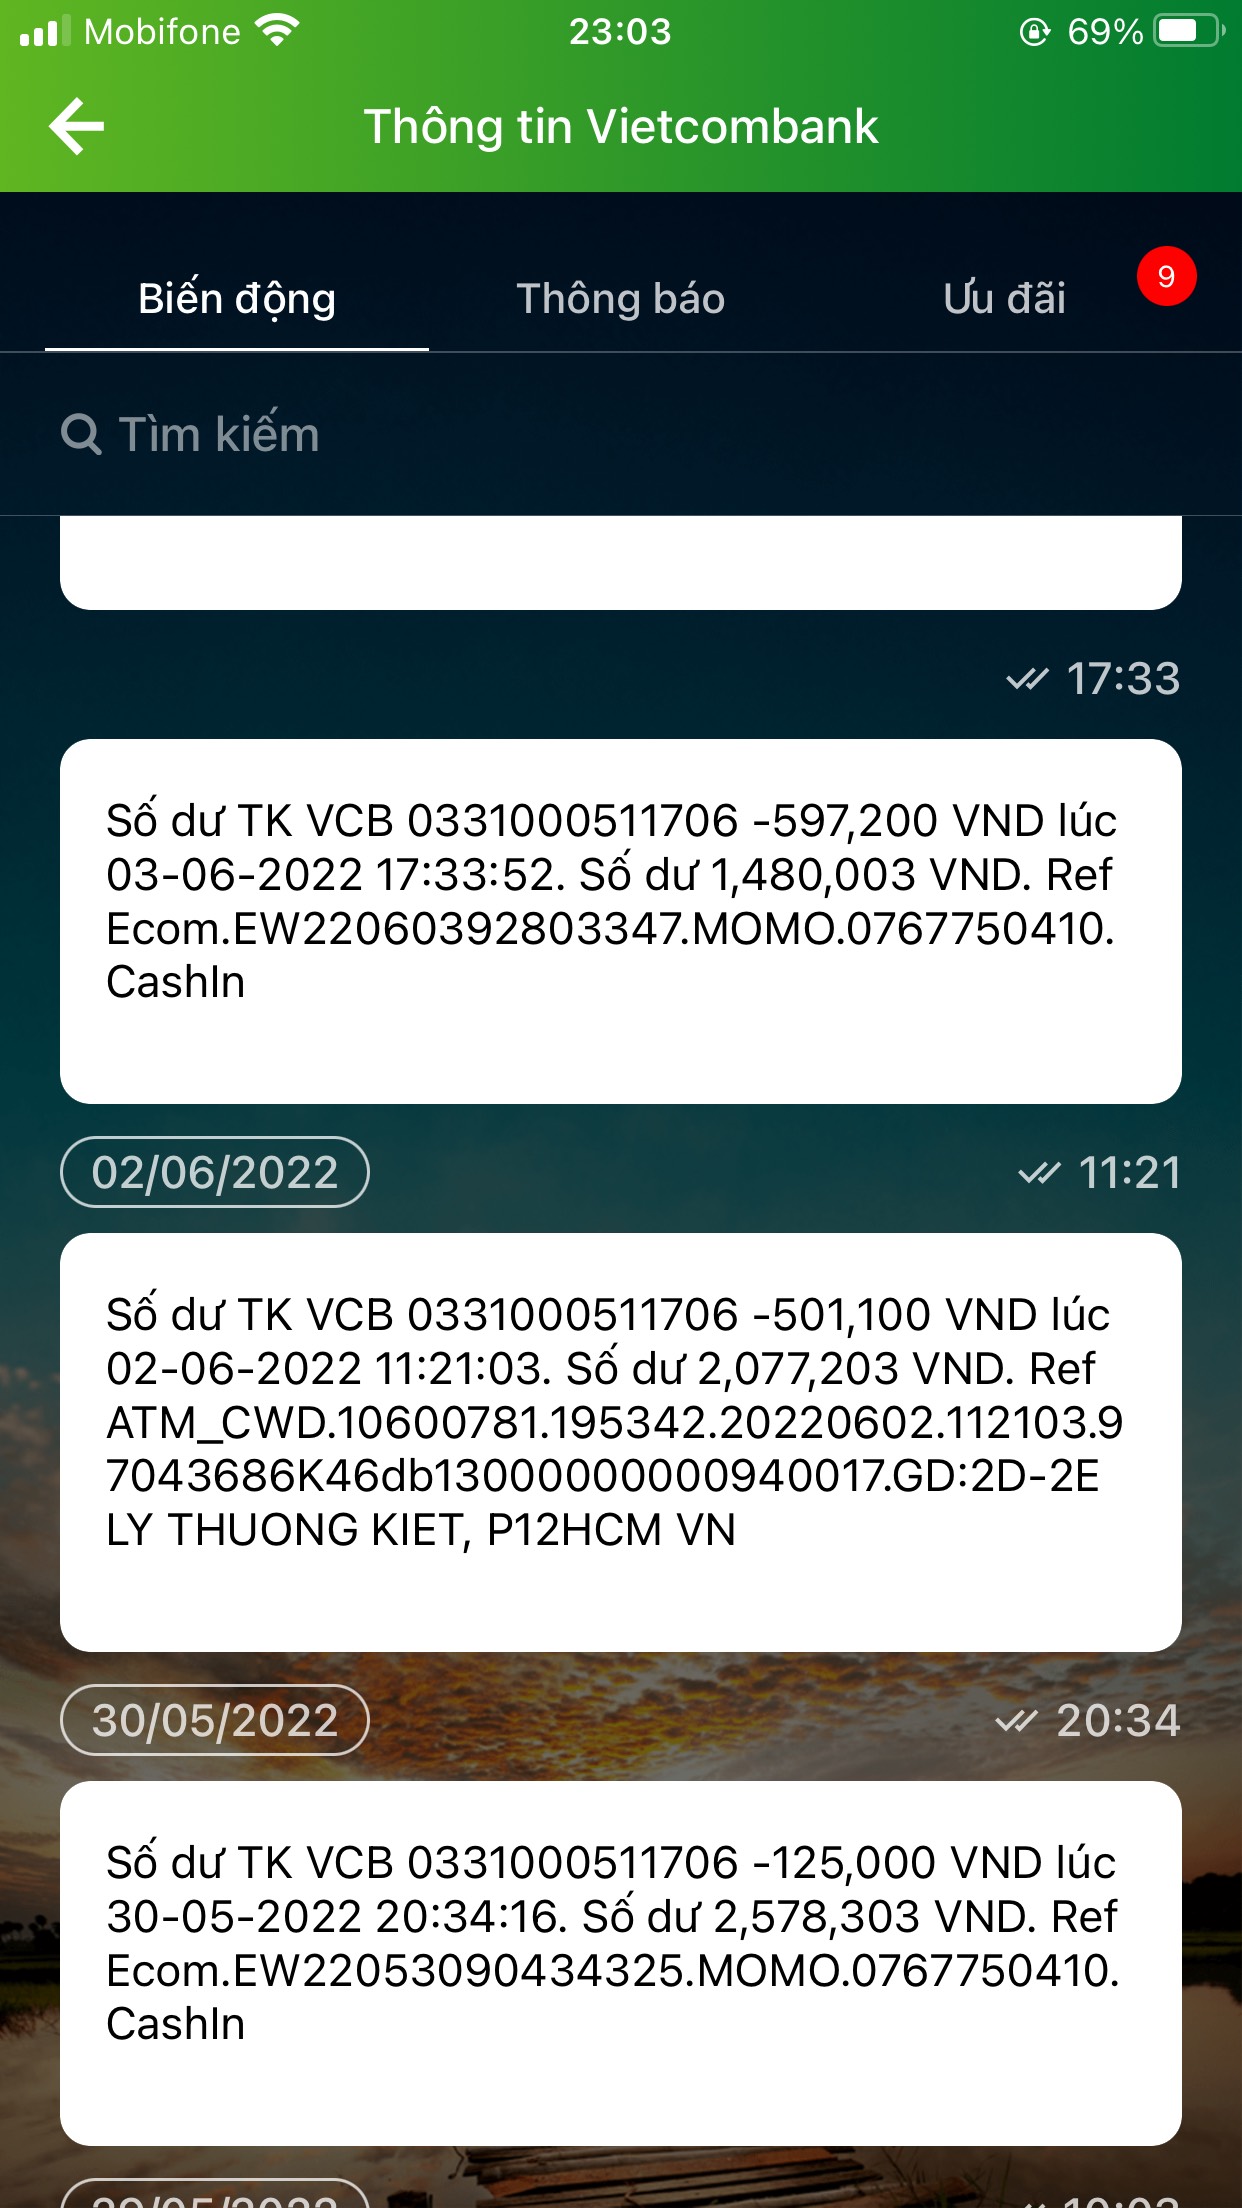 Mobifone 23:03 69%
Thông tin Vietcombank
Biến động Thông báo Ưu đãi 9
Tìm kiếm
17:33
Số dư TK VCB 0331000511706 -597,200 VND lúc
03-06-2022 17:33:52. Số dư 1,480,003 VND. Ref
Ecom.EW22060392803347.MOMO.0767750410.
CashIn
02/06/2022 11:21
Số dư TK VCB 0331000511706 -501,100 VND lúc
02-06-2022 11:21:03. Số dư 2,077,203 VND. Ref
ATM_CWD.10600781.195342.20220602.112103.9
7043686K46db13000000000940017.GD:2D-2E
LY THUONG KIET, P12HCM VN
30/05/2022 20:34
Số dư TK VCB 0331000511706 -125,000 VND lúc
30-05-2022 20:34:16. Số dư 2,578,303 VND. Ref
Ecom.EW22053090434325.MOMO.0767750410.
CashIn